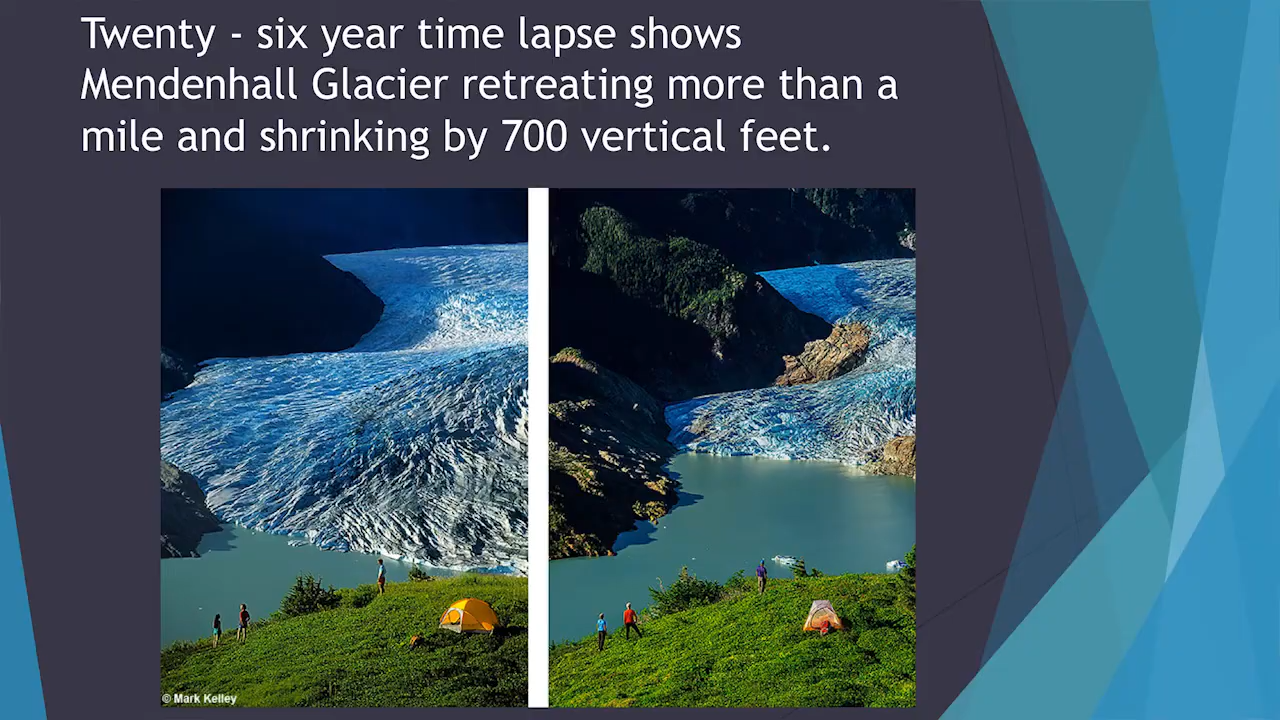 Twenty - six year time lapse shows
Mendenhall Glacier retreating more than a
mile and shrinking by 700 vertical feet.
© Mark Kelley